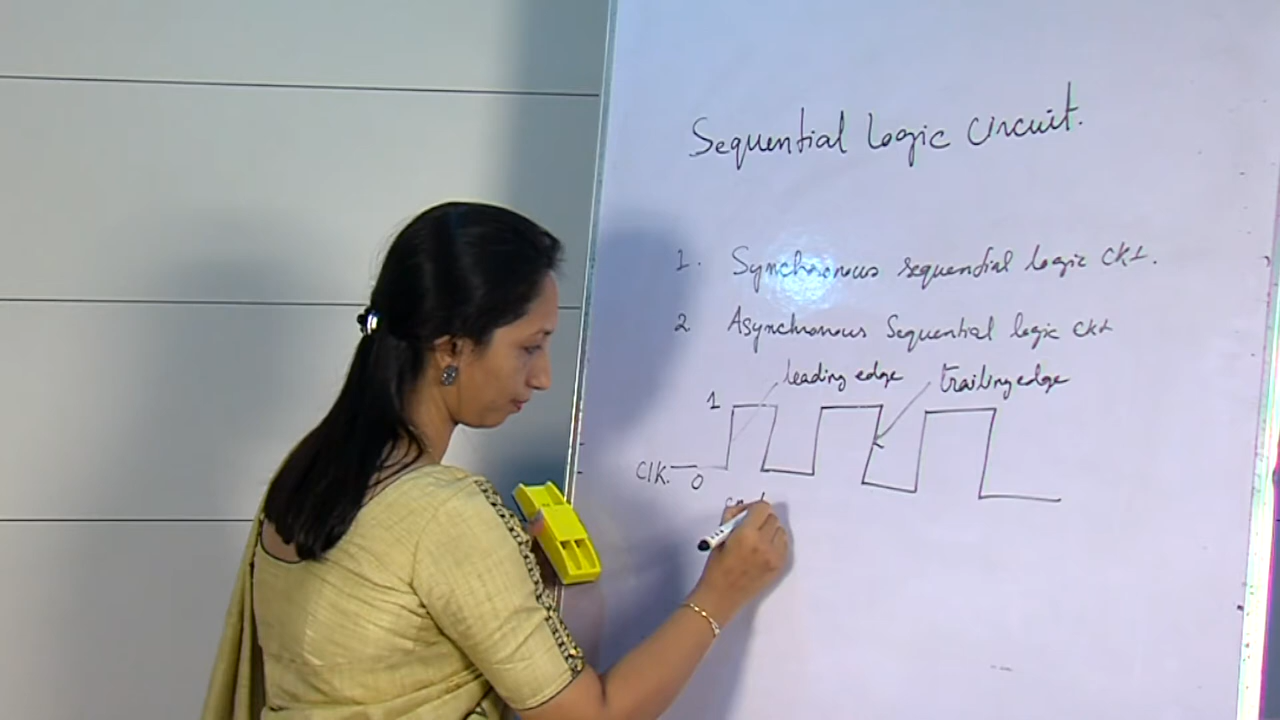 Sequential Logic Circuit.
1. Synchronous sequential logic CKt.
2 Asynchronous Sequential logic CKt
leading edge trailing edge
1
Clk. 0